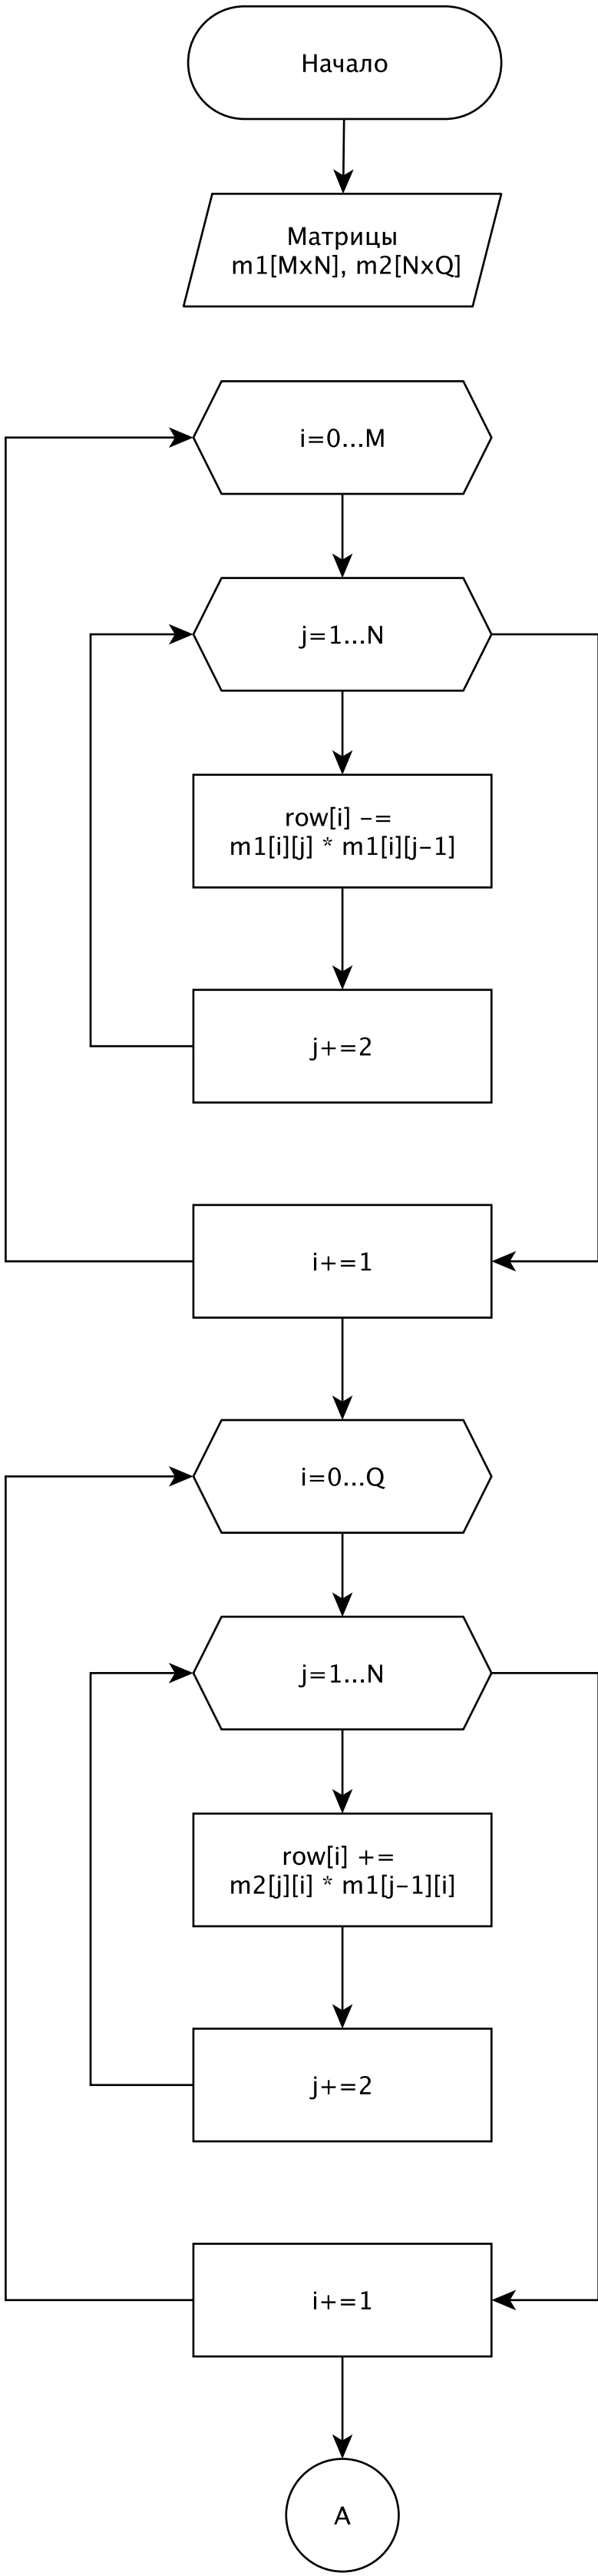 Начало
Матрицы
m1[MxN], m2[NxQ]
i=0...M
j=1...N
row[i] -=
m1[i][j] * m1[i][j-1]
j+=2
i+=1
i=0...Q
j=1...N
row[i] +=
m2[j][i] * m1[j-1][i]
j+=2
i+=1
A